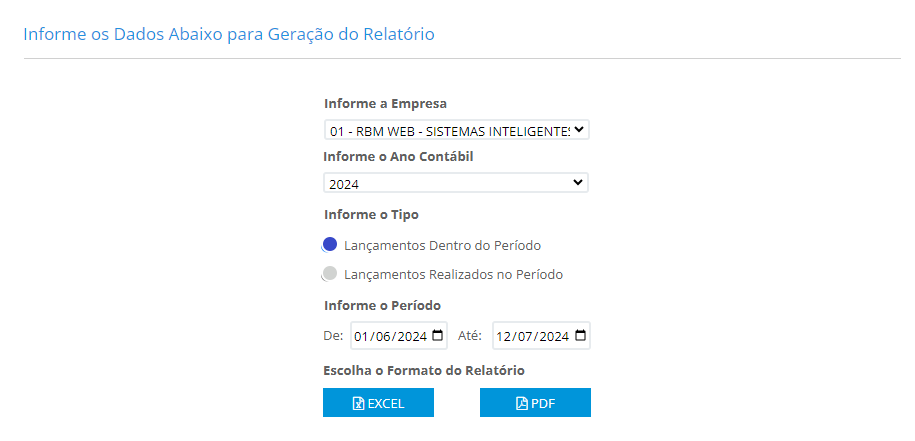 Informe os Dados Abaixo para Geração do Relatório
Informe a Empresa
01 - RBM WEB - SISTEMAS INTELIGENTES
Informe o Ano Contábil
2024
Informe o Tipo
Lançamentos Dentro do Período
Lançamentos Realizados no Período
Informe o Período
De: 01/06/2024 Até: 12/07/2024
Escolha o Formato do Relatório
EXCEL PDF